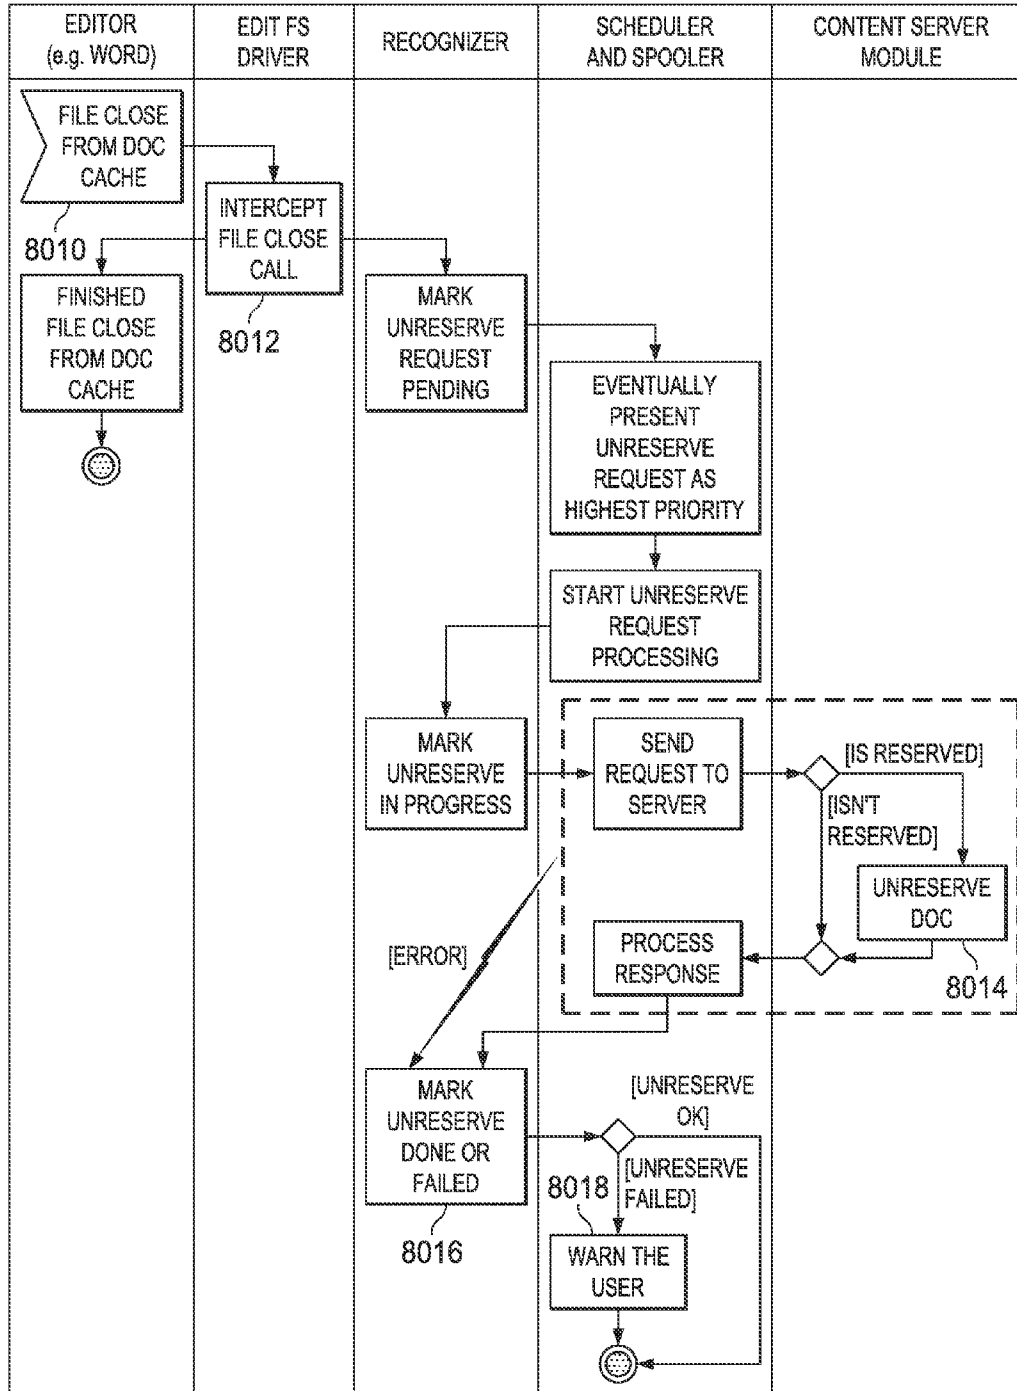 EDITOR
(e.g. WORD)
EDIT FS
DRIVER
RECOGNIZER
SCHEDULER
AND SPOOLER
CONTENT SERVER
MODULE
FILE CLOSE
FROM DOC
CACHE
8010
INTERCEPT
FILE CLOSE
CALL
8012
FINISHED
FILE CLOSE
FROM DOC
CACHE
MARK
UNRESERVE
REQUEST
PENDING
EVENTUALLY
PRESENT
UNRESERVE
REQUEST AS
HIGHEST PRIORITY
START UNRESERVE
REQUEST
PROCESSING
MARK
UNRESERVE
IN PROGRESS
SEND
REQUEST TO
SERVER
[IS RESERVED]
[ISN'T
RESERVED]
UNRESERVE
DOC
8014
PROCESS
RESPONSE
[ERROR]
MARK
UNRESERVE
DONE OR
FAILED
8016
[UNRESERVE
OK]
[UNRESERVE
FAILED]
8018
WARN THE
USER